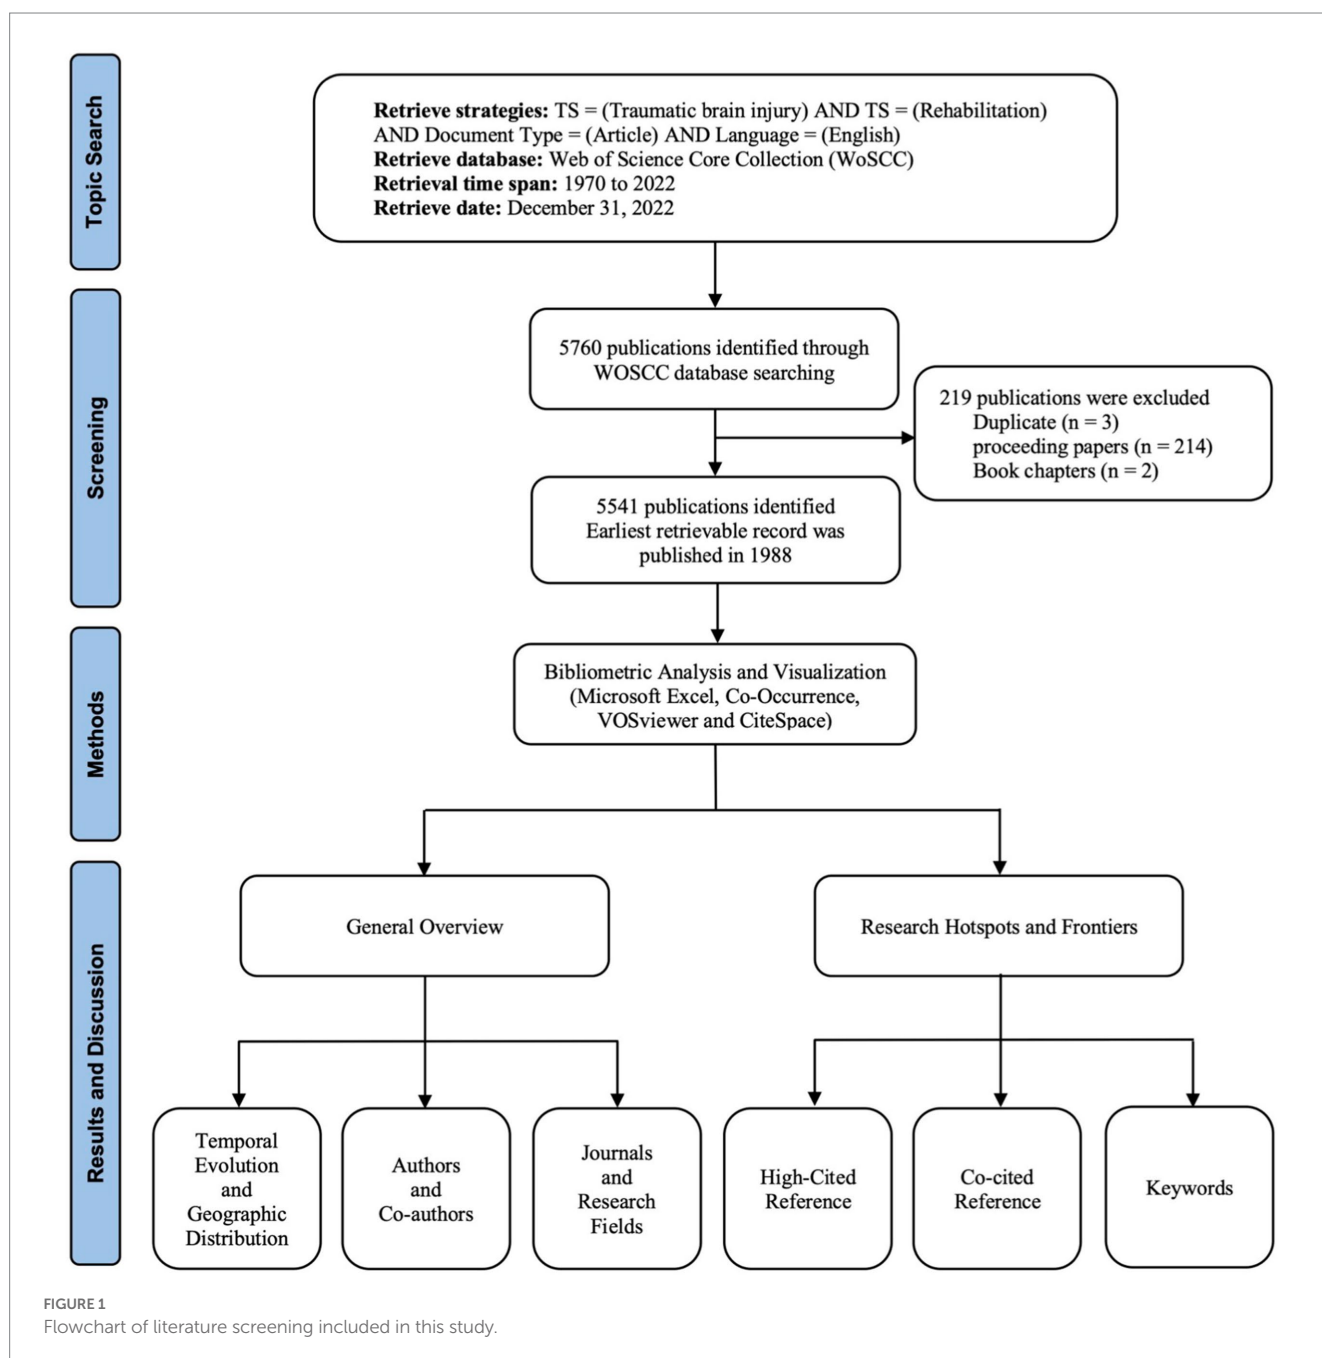 Topic Search
Retrieve strategies: TS = (Traumatic brain injury) AND TS = (Rehabilitation)
AND Document Type = (Article) AND Language = (English)
Retrieve database: Web of Science Core Collection (WoSCC)
Retrieval time span: 1970 to 2022
Retrieve date: December 31, 2022
Screening
5760 publications identified through
WOSCC database searching
219 publications were excluded
Duplicate (n = 3)
proceeding papers (n = 214)
Book chapters (n = 2)
5541 publications identified
Earliest retrievable record was
published in 1988
Methods
Bibliometric Analysis and Visualization
(Microsoft Excel, Co-Occurrence,
VOSviewer and CiteSpace)
Results and Discussion
General Overview
Research Hotspots and Frontiers
Temporal
Evolution
and
Geographic
Distribution
Authors
and
Co-authors
Journals
and
Research
Fields
High-Cited
Reference
Co-cited
Reference
Keywords
FIGURE 1
Flowchart of literature screening included in this study.